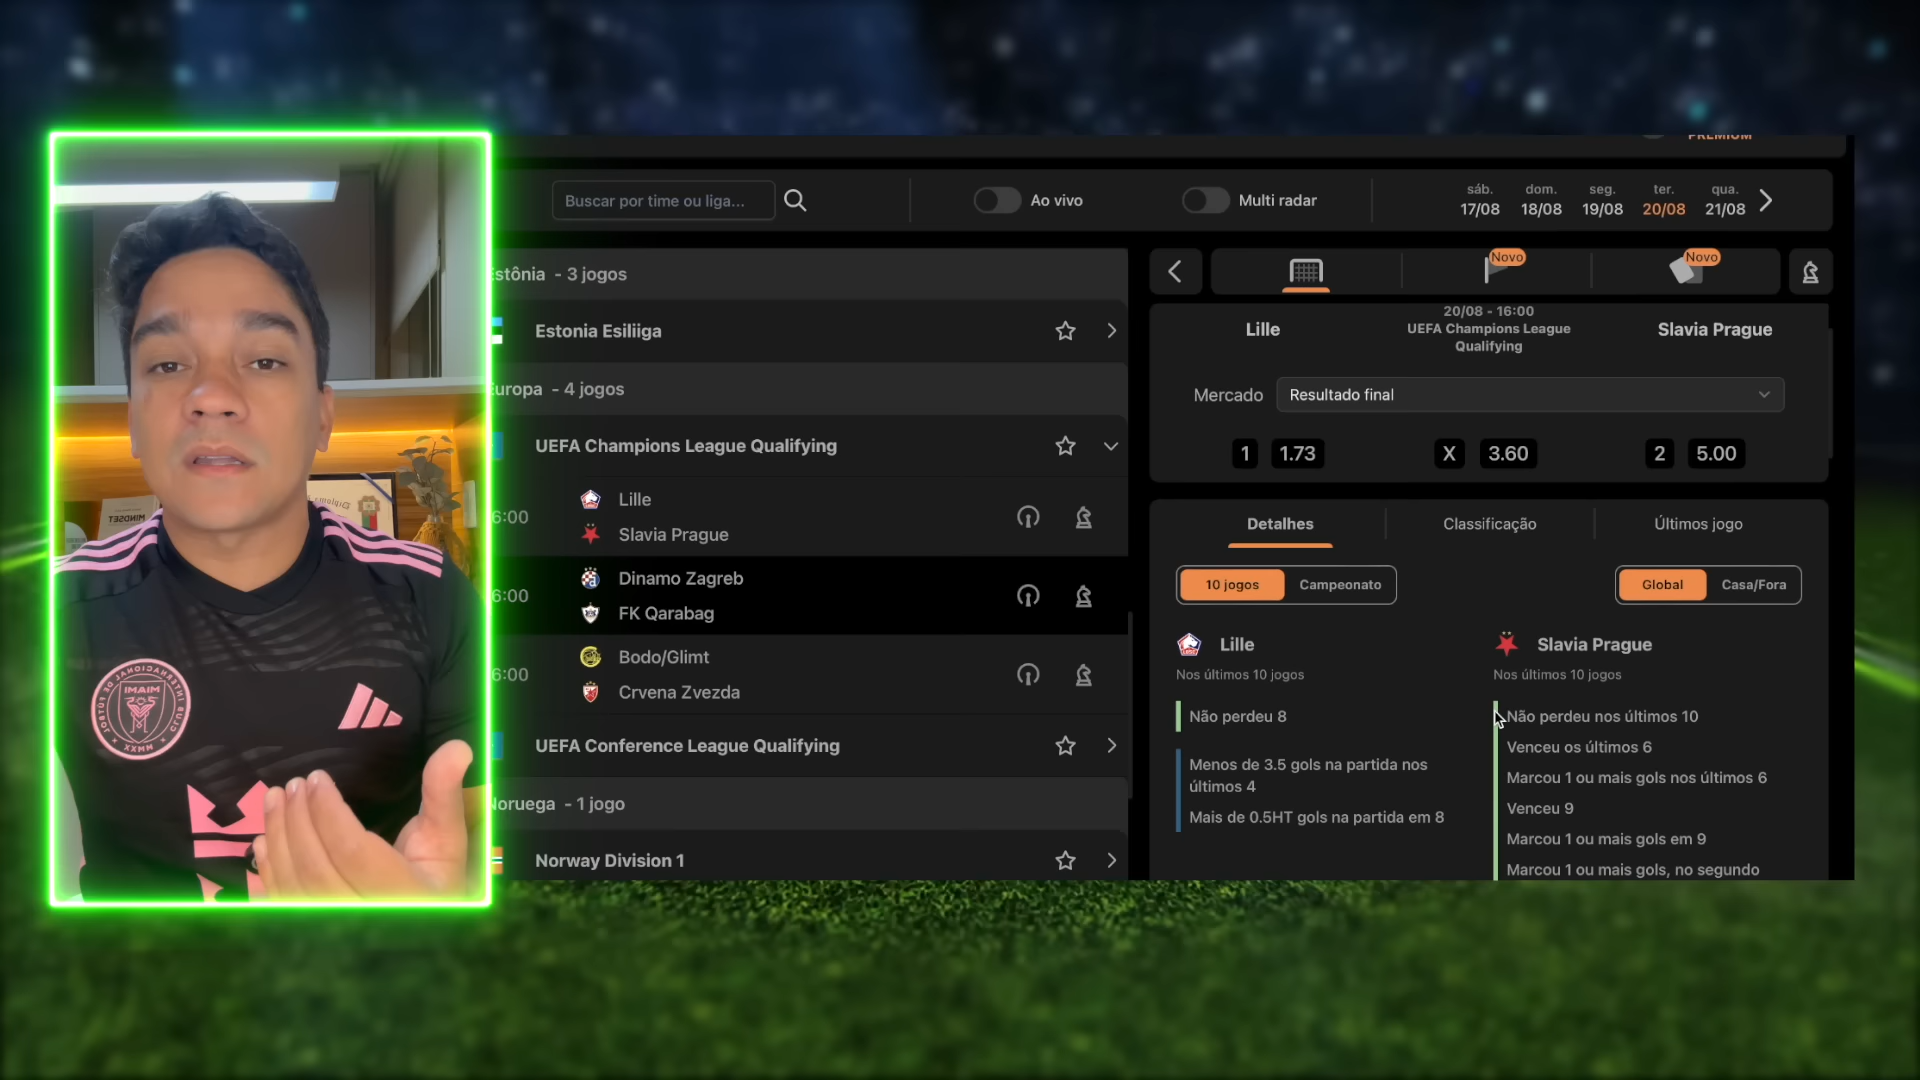 PREMIUM
Buscar por time ou liga...
Ao vivo
Multi radar
sáb.
17/08
dom.
18/08
seg.
19/08
ter.
20/08
qua.
21/08
stônia - 3 jogos
Estonia Esiliiga
uropa - 4 jogos
UEFA Champions League Qualifying
6:00
Lille
Slavia Prague
6:00
Dinamo Zagreb
FK Qarabag
6:00
Bodo/Glimt
Crvena Zvezda
UEFA Conference League Qualifying
Noruega - 1 jogo
Norway Division 1
Novo
Novo
20/08 - 16:00
Lille
UEFA Champions League
Qualifying
Slavia Prague
Mercado
Resultado final
1 1.73
X 3.60
2 5.00
Detalhes
Classificação
Últimos jogo
10 jogos
Campeonato
Global
Casa/Fora
Lille
Nos últimos 10 jogos
Não perdeu 8
Menos de 3.5 gols na partida nos
últimos 4
Mais de 0.5HT gols na partida em 8
Slavia Prague
Nos últimos 10 jogos
Não perdeu nos últimos 10
Venceu os últimos 6
Marcou 1 ou mais gols nos últimos 6
Venceu 9
Marcou 1 ou mais gols em 9
Marcou 1 ou mais gols, no segundo
MINDSET
Diploma
INTERNACIONAL DE FÚTBOL
MIAMI
MXX